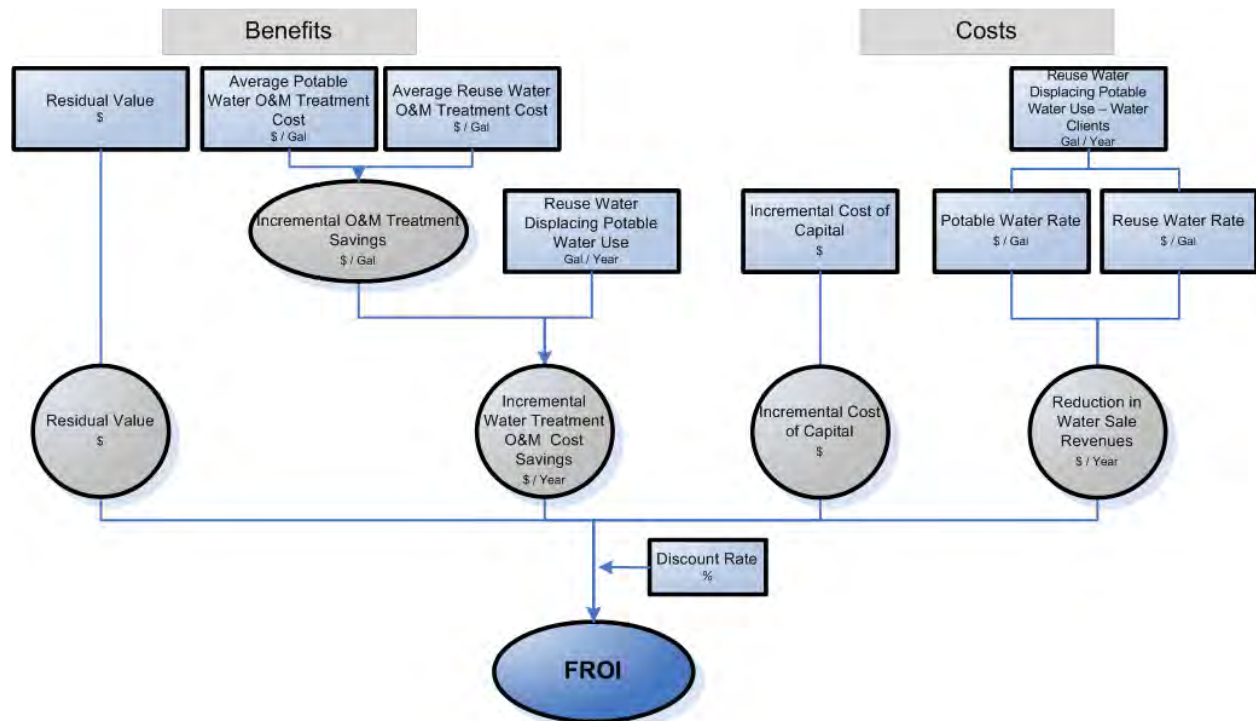 Benefits
Costs
Residual Value
$
Average Potable
Water O&M Treatment
Cost
$ / Gal
Average Reuse Water
O&M Treatment Cost
$ / Gal
Reuse Water
Displacing Potable
Water Use – Water
Clients
Gal / Year
Incremental O&M Treatment
Savings
$ / Gal
Reuse Water
Displacing Potable
Water Use
Gal / Year
Incremental Cost of
Capital
$
Potable Water Rate
$ / Gal
Reuse Water Rate
$ / Gal
Residual Value
$
Incremental
Water Treatment
O&M Cost
Savings
$ / Year
Incremental Cost
of Capital
$
Reduction in
Water Sale
Revenues
$ / Year
Discount Rate
%
FROI